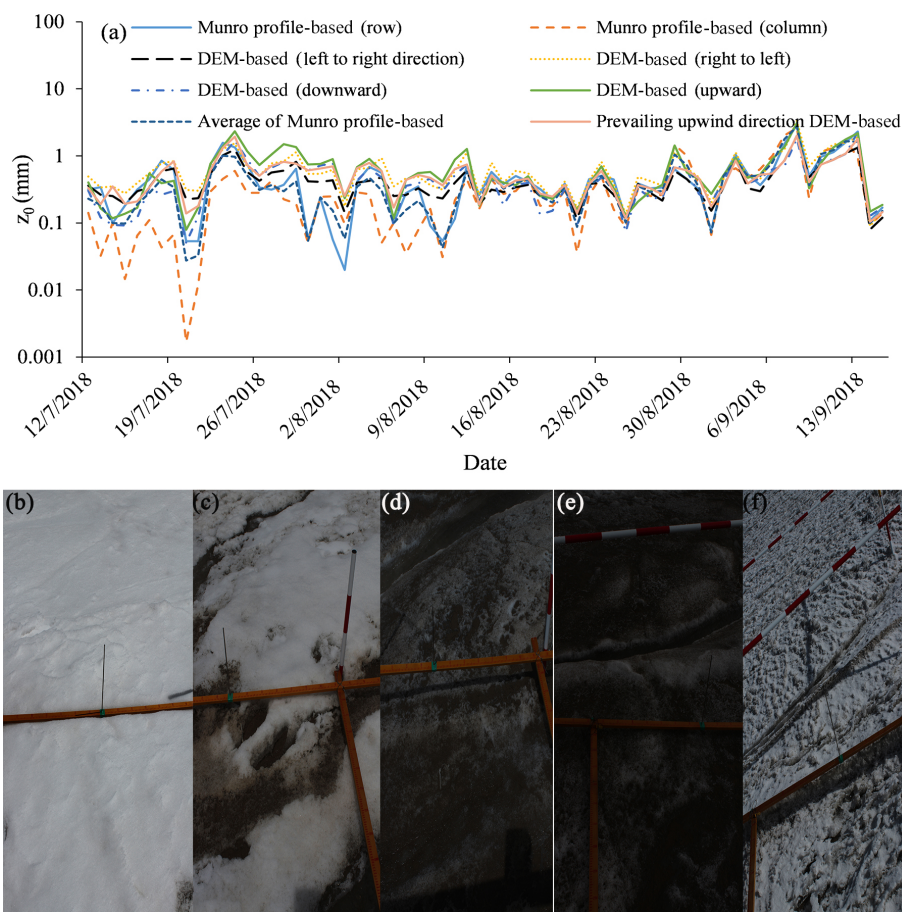 100
10
1
0.1
0.01
0.001
z0 (mm)
(a)
Munro profile-based (row)
Munro profile-based (column)
DEM-based (left to right direction)
DEM-based (right to left)
DEM-based (downward)
DEM-based (upward)
Average of Munro profile-based
Prevailing upwind direction DEM-based
12/7/2018
19/7/2018
26/7/2018
2/8/2018
9/8/2018
16/8/2018
23/8/2018
30/8/2018
6/9/2018
13/9/2018
Date
(b)
(c)
(d)
(e)
(f)